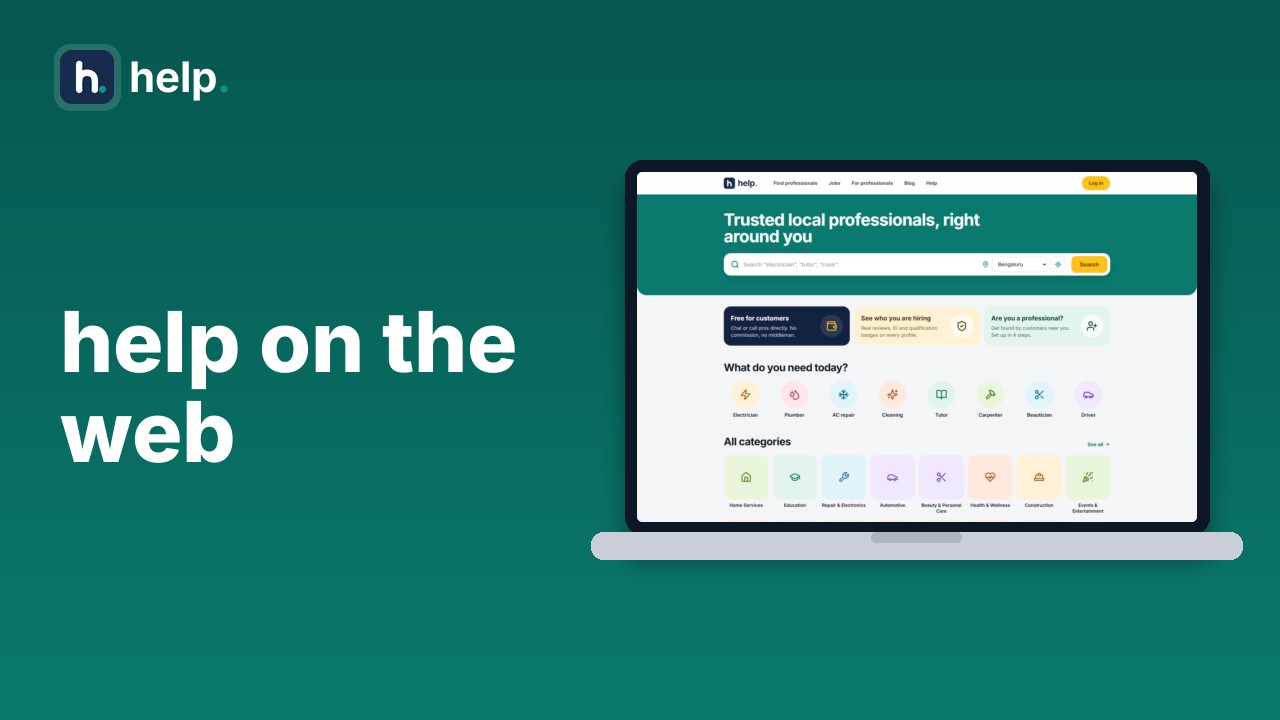 h.
help.
help on the
web
help.
Find professionals
Jobs
For professionals
Blog
Help
Log in
Trusted local professionals, right
around you
Search "electrician", "tutor", "cook"
Bengaluru
Search
Free for customers
Chat or call pros directly. No
commission, no middleman.
See who you are hiring
Real reviews, ID and qualification
badges on every profile.
Are you a professional?
Get found by customers near you.
Set up in 4 steps.
What do you need today?
Electrician
Plumber
AC repair
Cleaning
Tutor
Carpenter
Beautician
Driver
All categories
See all →
Home Services
Education
Repair & Electronics
Automotive
Beauty & Personal
Care
Health & Wellness
Construction
Events &
Entertainment